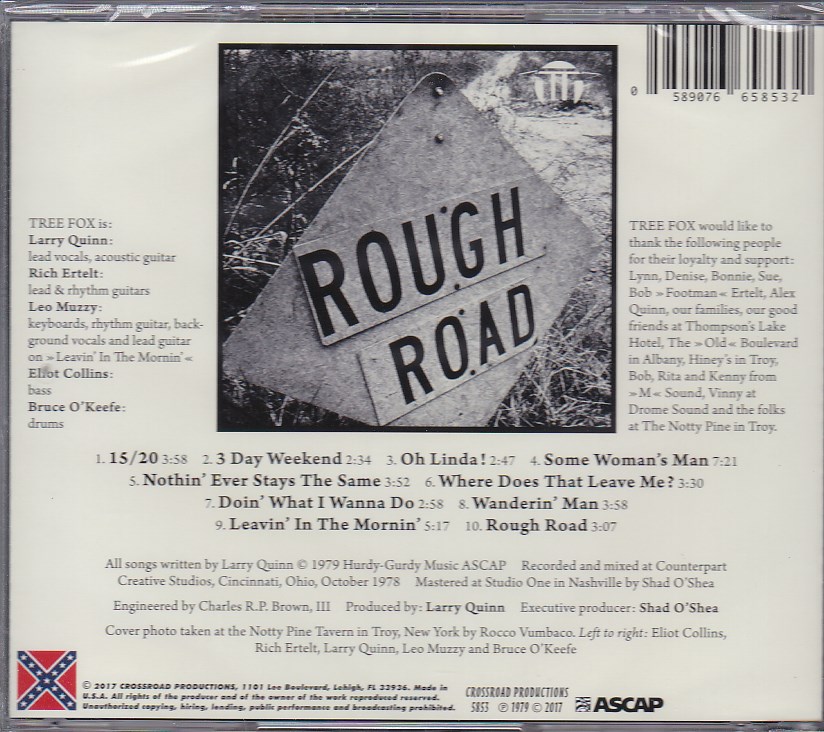 0 589076 658532
ROUGH
ROAD
TREE FOX is:
Larry Quinn:
lead vocals, acoustic guitar
Rich Ertelt:
lead & rhythm guitars
Leo Muzzy:
keyboards, rhythm guitar, back-
ground vocals and lead guitar
on »Leavin' In The Mornin'«
Eliot Collins:
bass
Bruce O'Keefe:
drums
TREE FOX would like to
thank the following people
for their loyalty and support:
Lynn, Denise, Bonnie, Sue,
Bob »Footman« Ertelt, Alex
Quinn, our families, our good
friends at Thompson's Lake
Hotel, The »Old« Boulevard
in Albany, Hiney's in Troy,
Bob, Rita and Kenny from
»M« Sound, Vinny at
Drome Sound and the folks
at The Notty Pine in Troy.
1. 15/20 3:58 2. 3 Day Weekend 2:34 3. Oh Linda! 2:47 4. Some Woman's Man 7:21
5. Nothin' Ever Stays The Same 3:52 6. Where Does That Leave Me? 3:30
7. Doin' What I Wanna Do 2:58 8. Wanderin' Man 3:58
9. Leavin' In The Mornin' 5:17 10. Rough Road 3:07
All songs written by Larry Quinn © 1979 Hurdy-Gurdy Music ASCAP Recorded and mixed at Counterpart
Creative Studios, Cincinnati, Ohio, October 1978 Mastered at Studio One in Nashville by Shad O'Shea
Engineered by Charles R.P. Brown, III Produced by: Larry Quinn Executive producer: Shad O'Shea
Cover photo taken at the Notty Pine Tavern in Troy, New York by Rocco Vumbaco. Left to right: Eliot Collins,
Rich Ertelt, Larry Quinn, Leo Muzzy and Bruce O'Keefe
© 2017 CROSSROAD PRODUCTIONS, 1101 Lee Boulevard, Lehigh, FL 33936. Made in
U.S.A. All rights of the producer and of the owner of the work reproduced reserved.
Unauthorized copying, hiring, lending, public performance and broadcasting prohibited.
CROSSROAD PRODUCTIONS
5853 ℗ 1979 © 2017
ASCAP